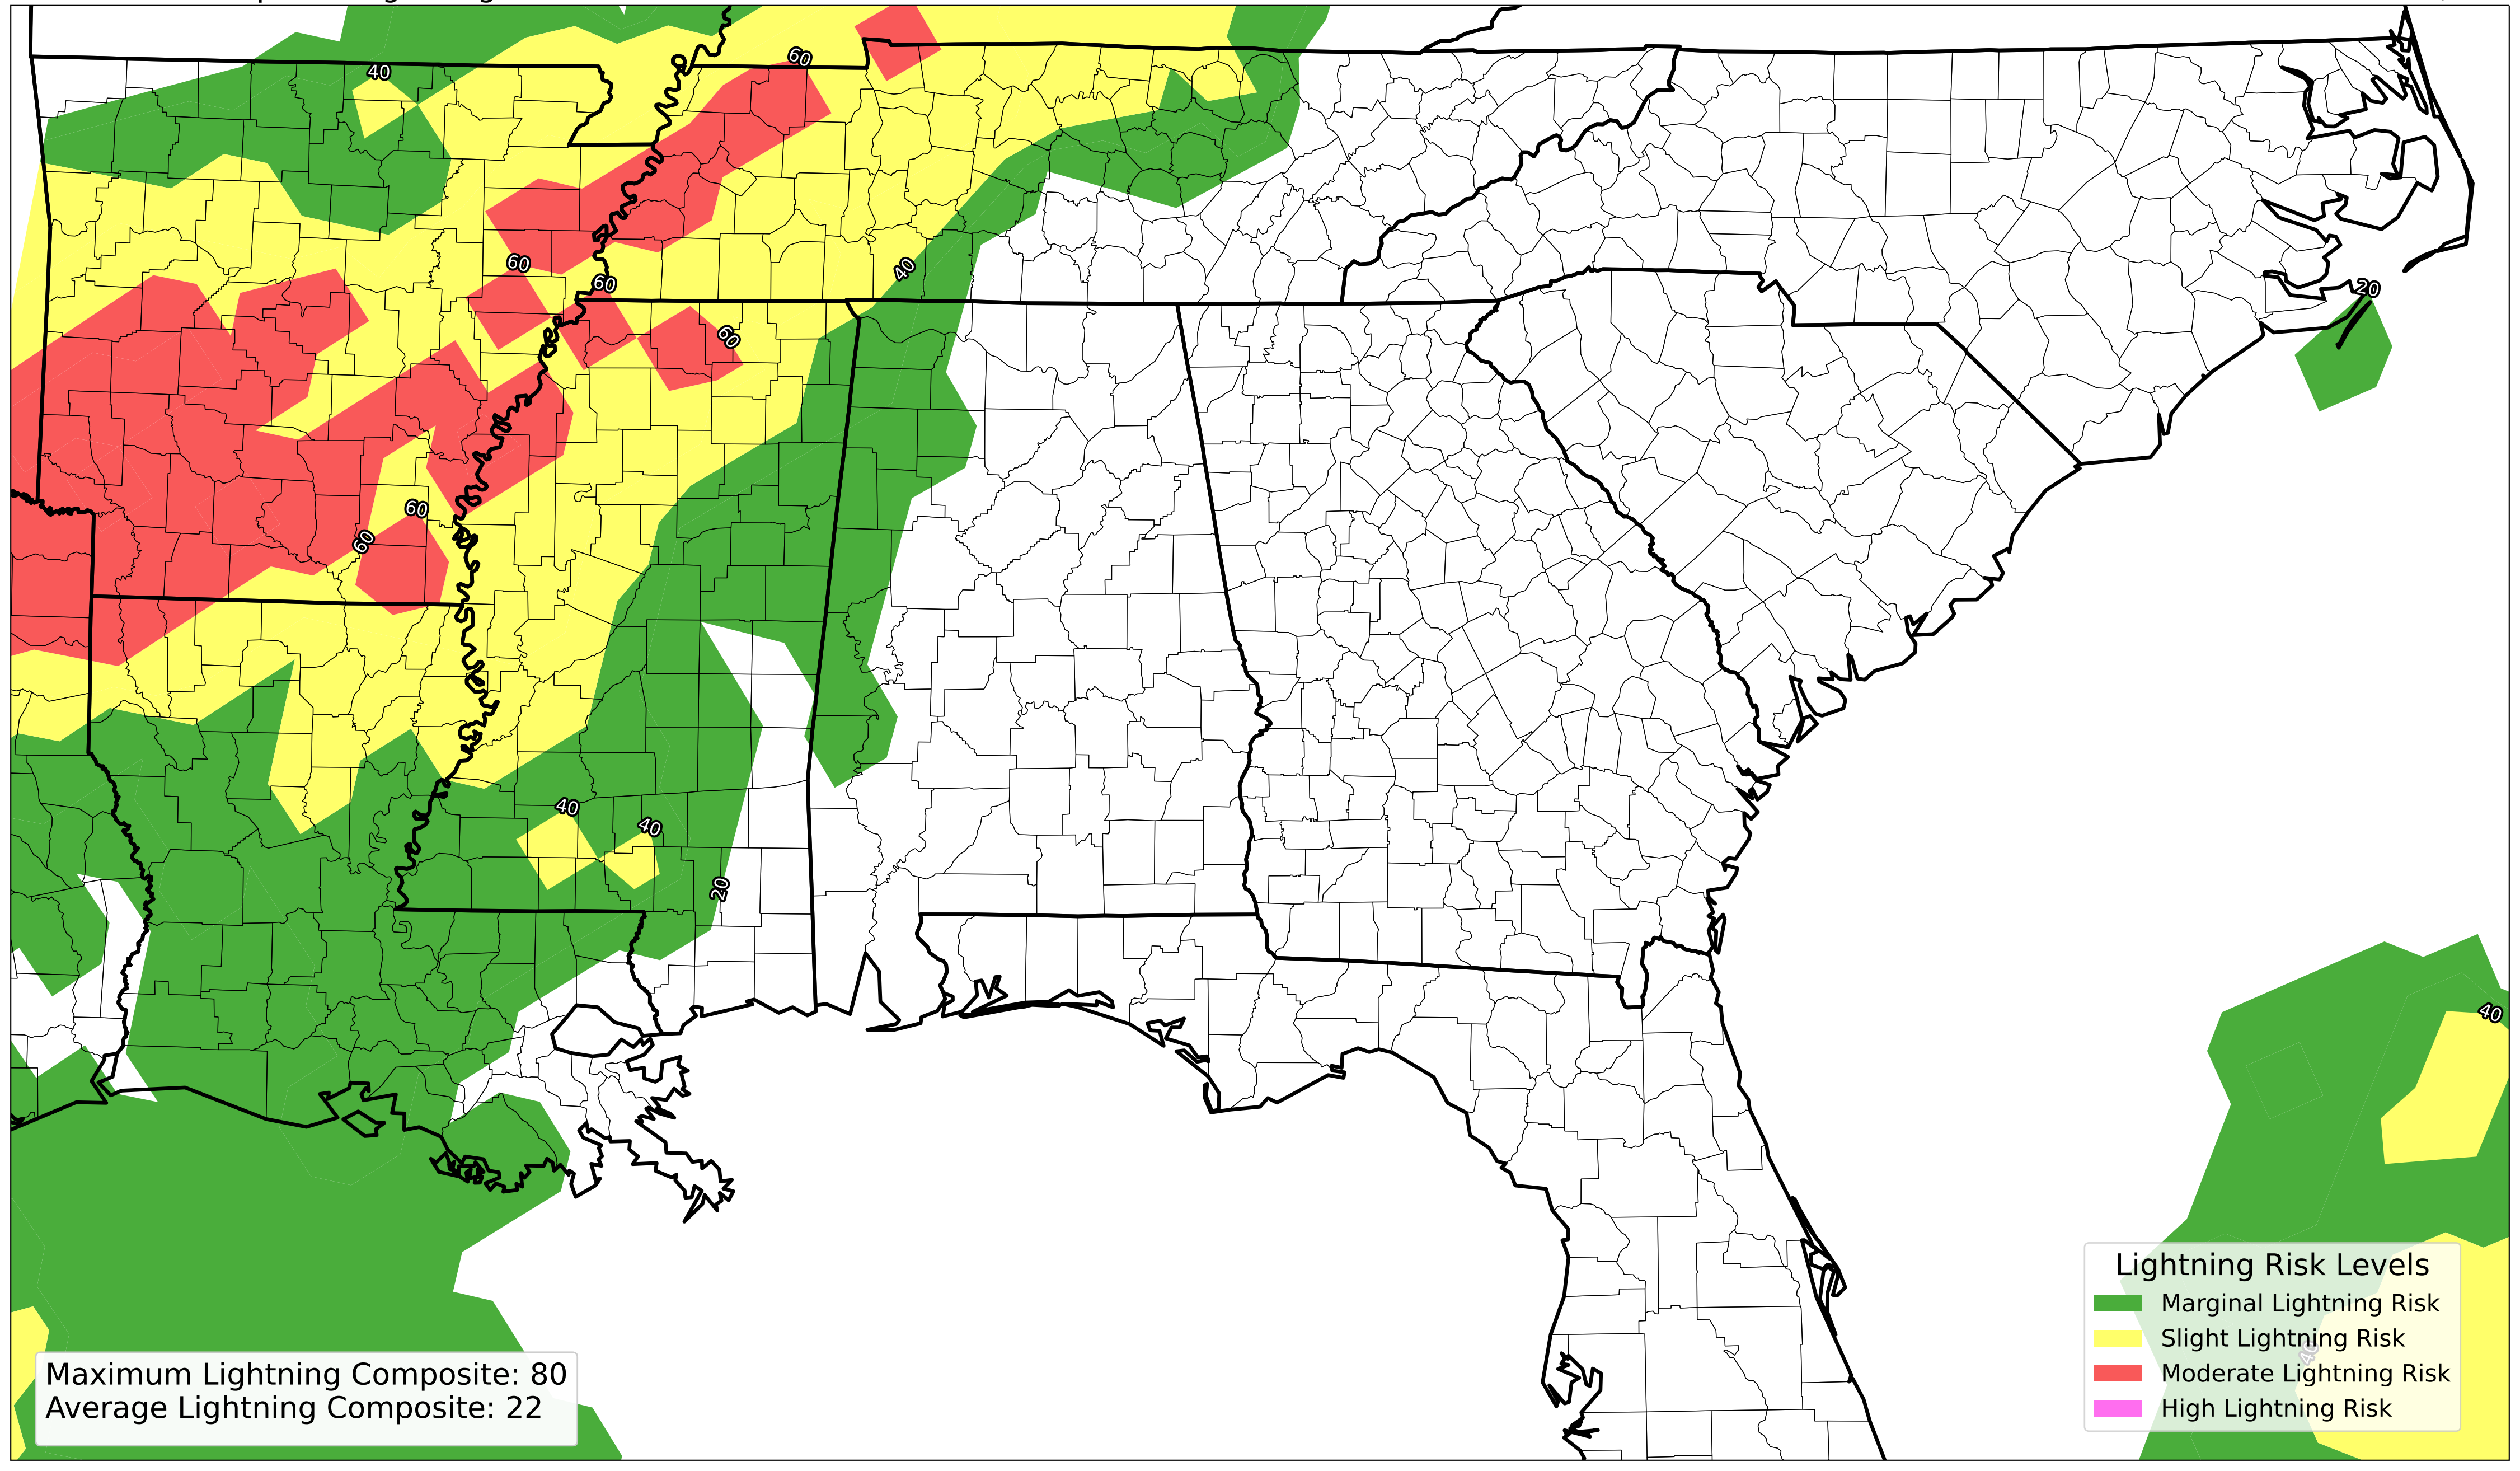 60
40
60
40
60
20
60
60
60
40
40
20
40
40
Lightning Risk Levels
Marginal Lightning Risk
Slight Lightning Risk
Moderate Lightning Risk
High Lightning Risk
Maximum Lightning Composite: 80
Average Lightning Composite: 22